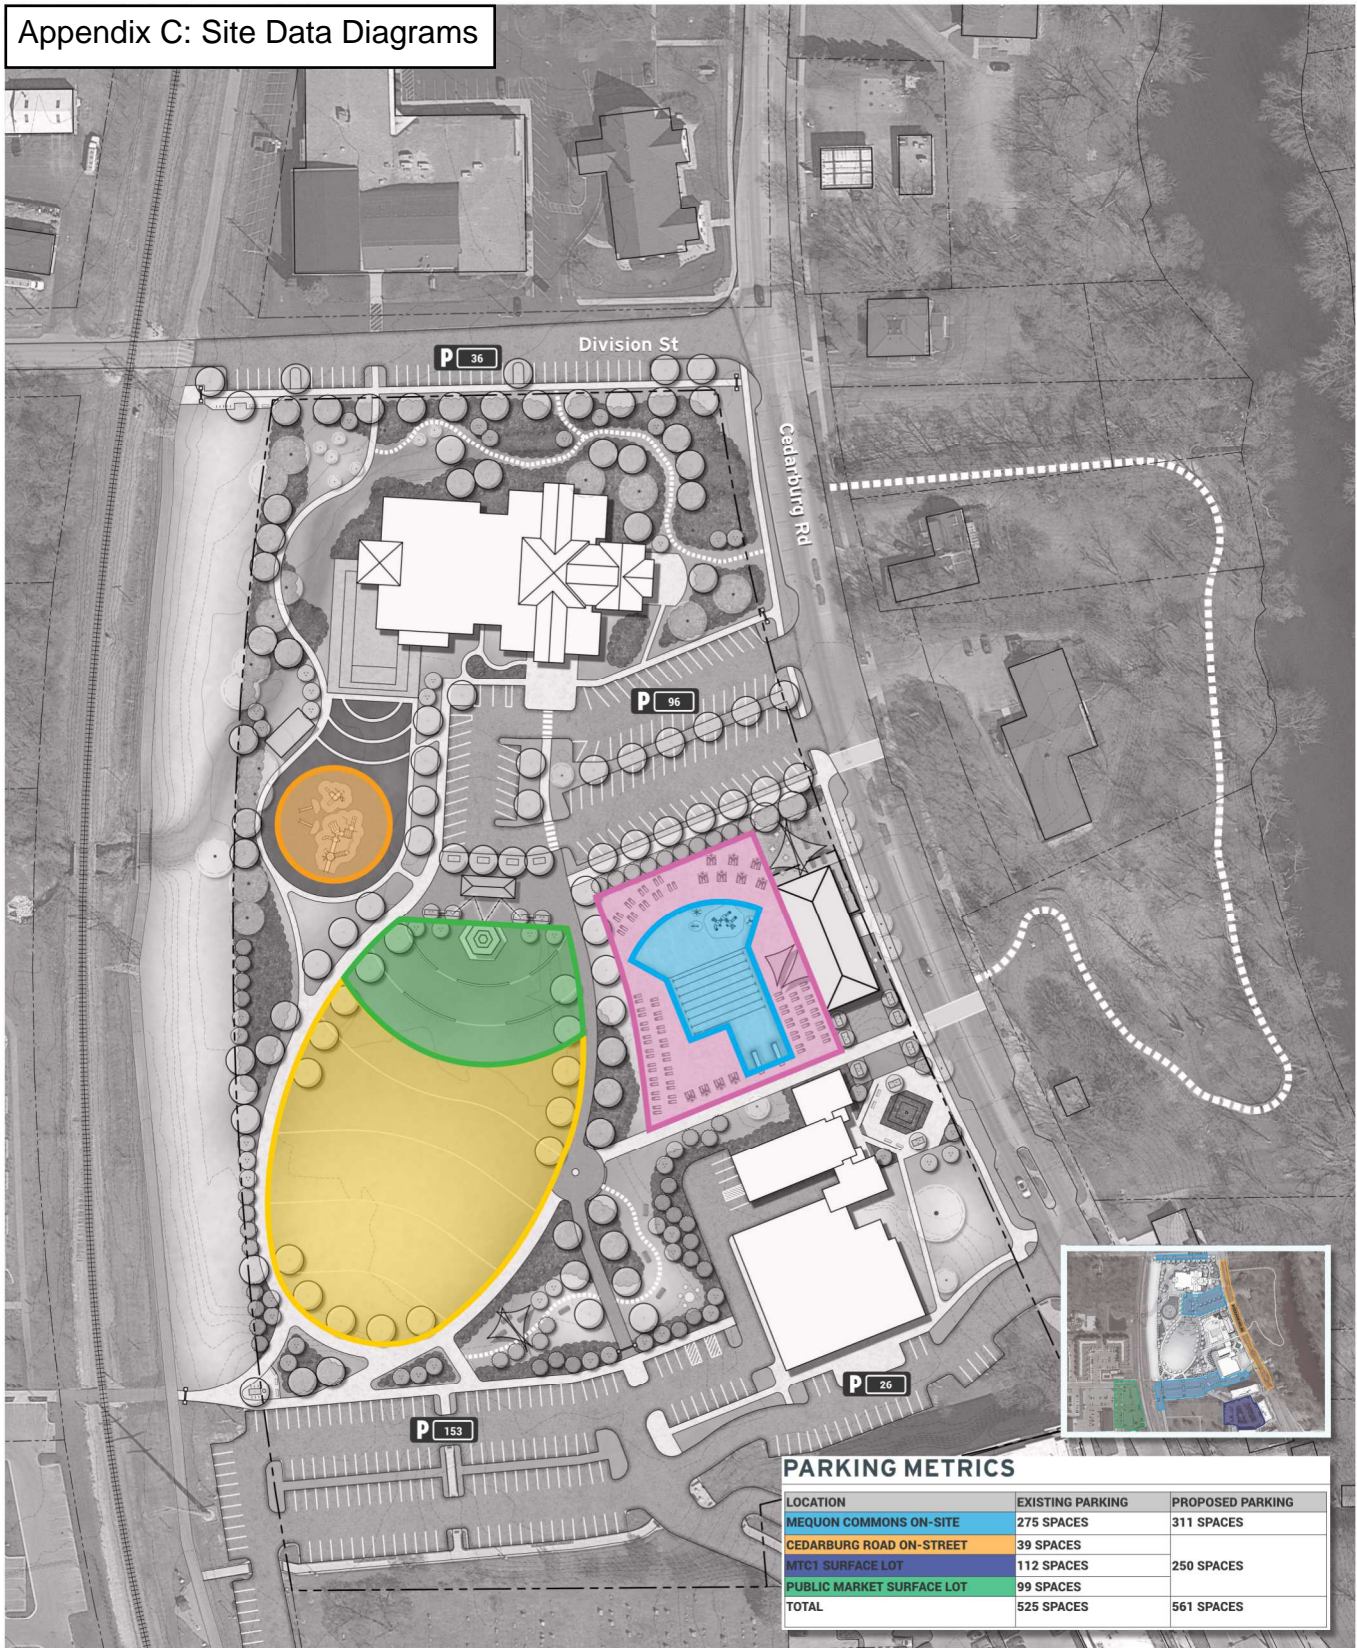 Appendix C: Site Data Diagrams
Division St
P 36
Cedarburg Rd
P 96
P 26
P 153
PARKING METRICS
LOCATION EXISTING PARKING PROPOSED PARKING
MEQUON COMMONS ON-SITE 275 SPACES 311 SPACES
CEDARBURG ROAD ON-STREET 39 SPACES
MTC1 SURFACE LOT 112 SPACES 250 SPACES
PUBLIC MARKET SURFACE LOT 99 SPACES
TOTAL 525 SPACES 561 SPACES